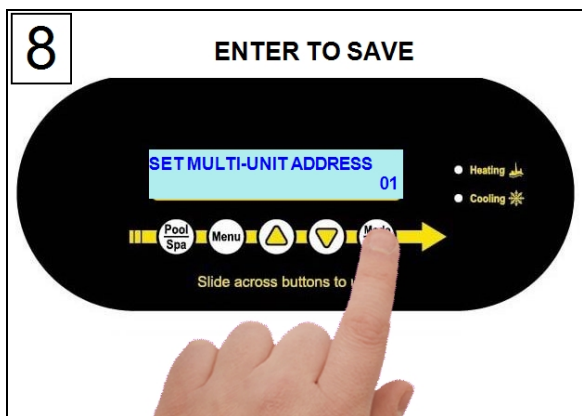 8
ENTER TO SAVE
SET MULTI-UNIT ADDRESS
01
Heating
Cooling
Pool
Spa
Menu
Slide across buttons to